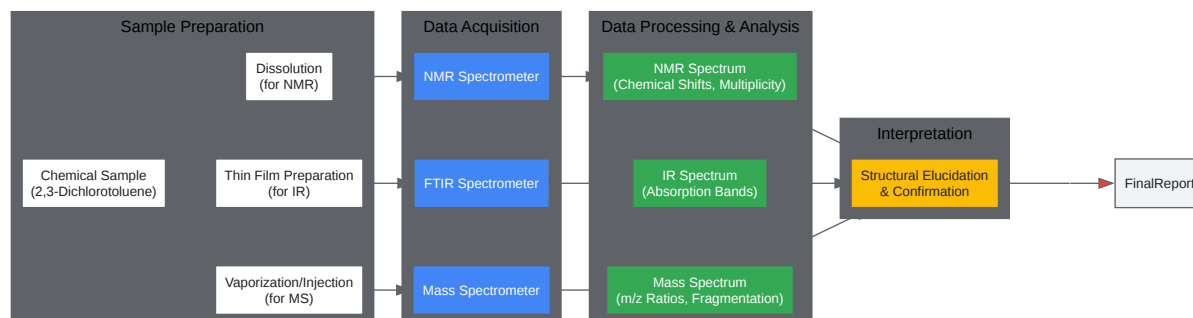 Sample Preparation
Data Acquisition
Data Processing & Analysis
Dissolution
(for NMR)
NMR Spectrometer
NMR Spectrum
(Chemical Shifts, Multiplicity)
Interpretation
Chemical Sample
(2,3-Dichlorotoluene)
Thin Film Preparation
(for IR)
FTIR Spectrometer
IR Spectrum
(Absorption Bands)
Structural Elucidation
& Confirmation
FinalReport
Vaporization/Injection
(for MS)
Mass Spectrometer
Mass Spectrum
(m/z Ratios, Fragmentation)